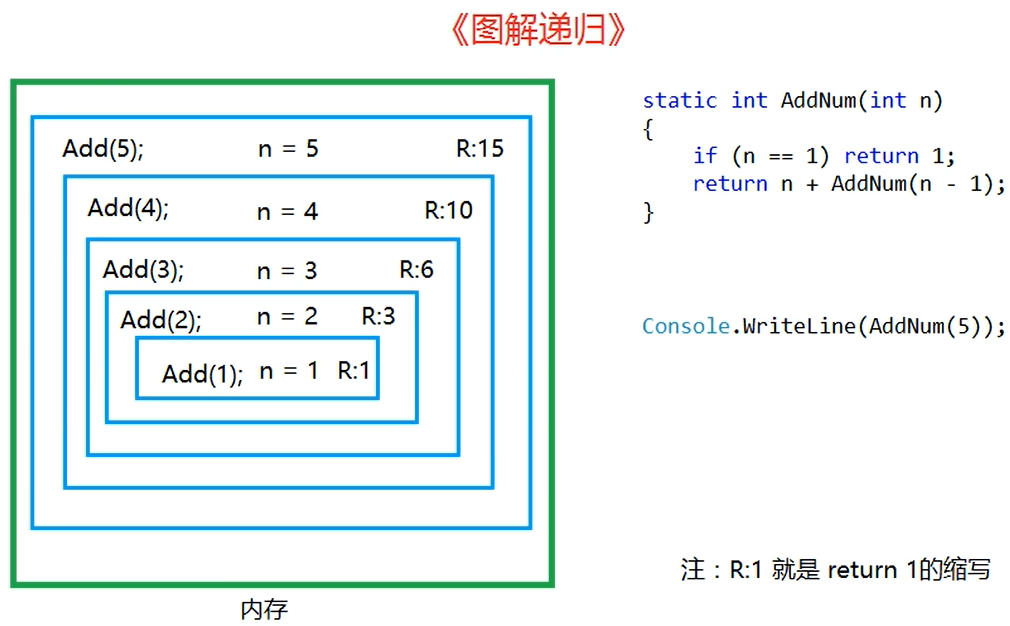 《图解递归》
Add(5); n = 5 R:15
Add(4); n = 4 R:10
Add(3); n = 3 R:6
Add(2); n = 2 R:3
Add(1); n = 1 R:1
内存
static int AddNum(int n)
{
if (n == 1) return 1;
return n + AddNum(n - 1);
}
Console.WriteLine(AddNum(5));
注：R:1 就是 return 1的缩写